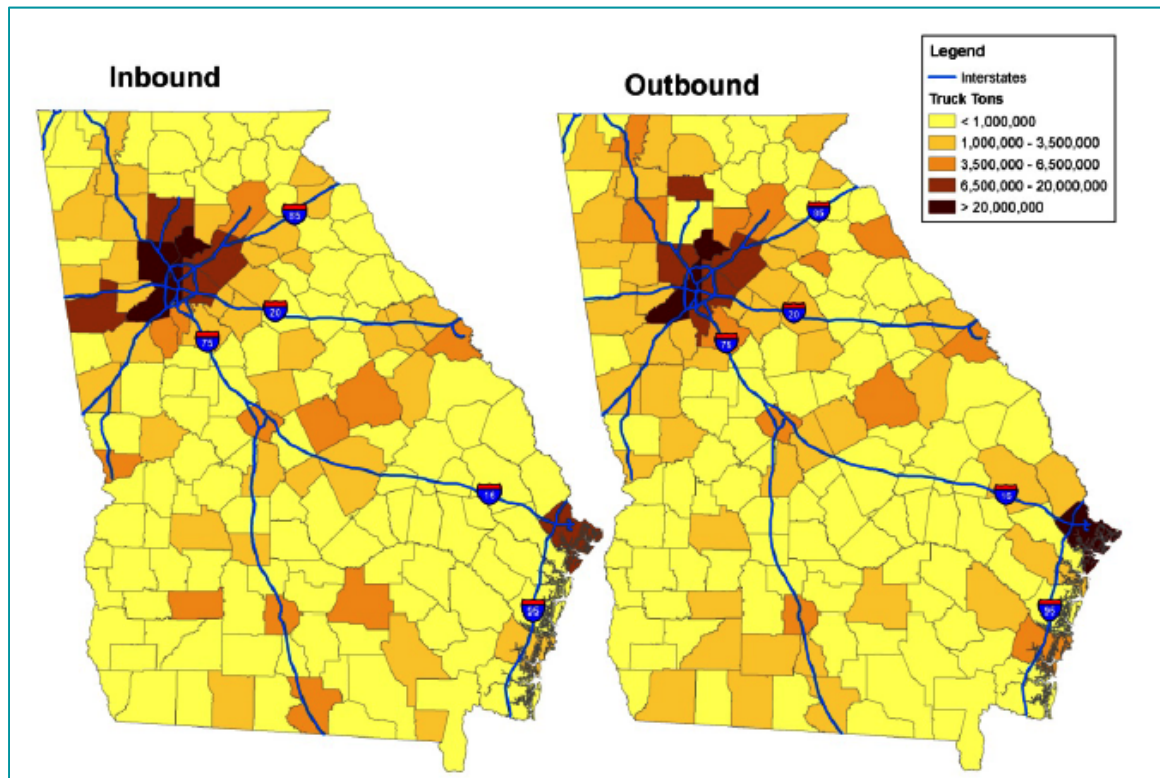 Inbound
Outbound
Legend
Interstates
Truck Tons
< 1,000,000
1,000,000 - 3,500,000
3,500,000 - 6,500,000
6,500,000 - 20,000,000
> 20,000,000
85
85
20
20
75
75
16
16
95
95